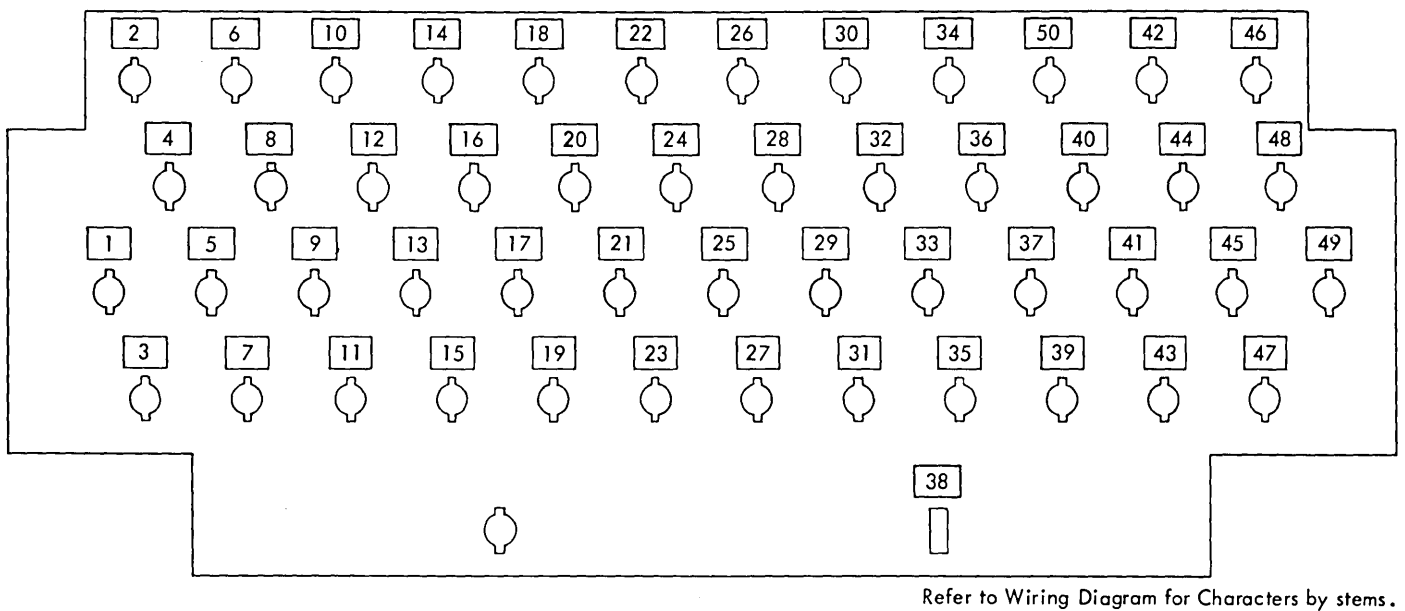 2 6 10 14 18 22 26 30 34 50 42 46
4 8 12 16 20 24 28 32 36 40 44 48
1 5 9 13 17 21 25 29 33 37 41 45 49
3 7 11 15 19 23 27 31 35 39 43 47
38
Refer to Wiring Diagram for Characters by stems.